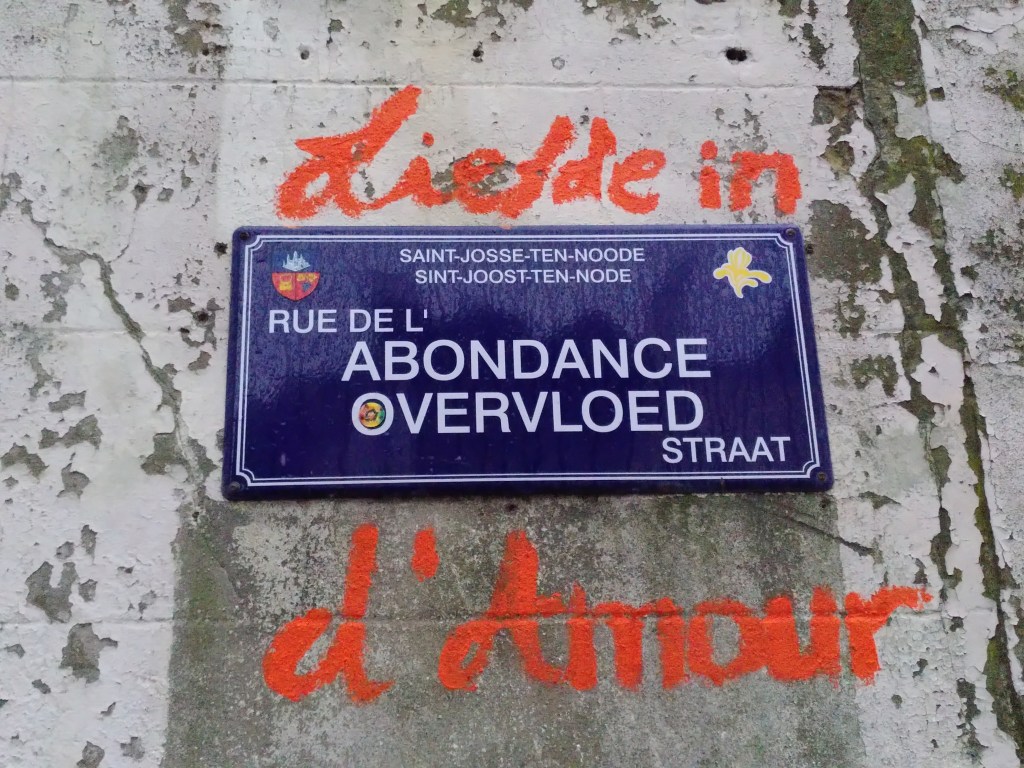 Liefde in
SAINT-JOSSE-TEN-NOODE
SINT-JOOST-TEN-NODE
RUE DE L'
ABONDANCE
OVERVLOED
STRAAT
d'Amour